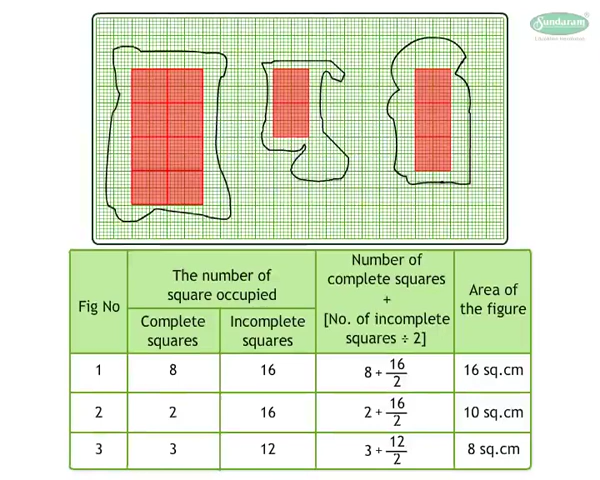 Sundaram
Fig No
The number of
square occupied
Complete
squares
Incomplete
squares
Number of
complete squares
+
[No. of incomplete
squares ÷ 2]
Area of
the figure
1 8 16 8 + 16/2 16 sq.cm
2 2 16 2 + 16/2 10 sq.cm
3 3 12 3 + 12/2 8 sq.cm